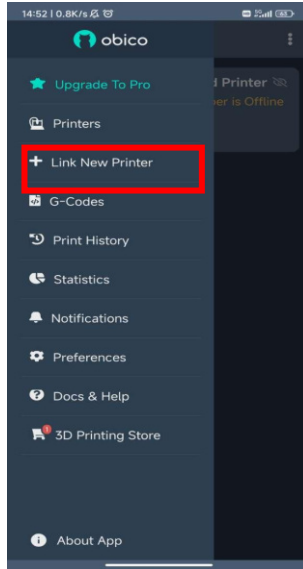 14:52 | 0.8K/s
obico
Upgrade To Pro
d Printer
er is Offline
Printers
Link New Printer
G-Codes
Print History
Statistics
Notifications
Preferences
Docs & Help
3D Printing Store
About App